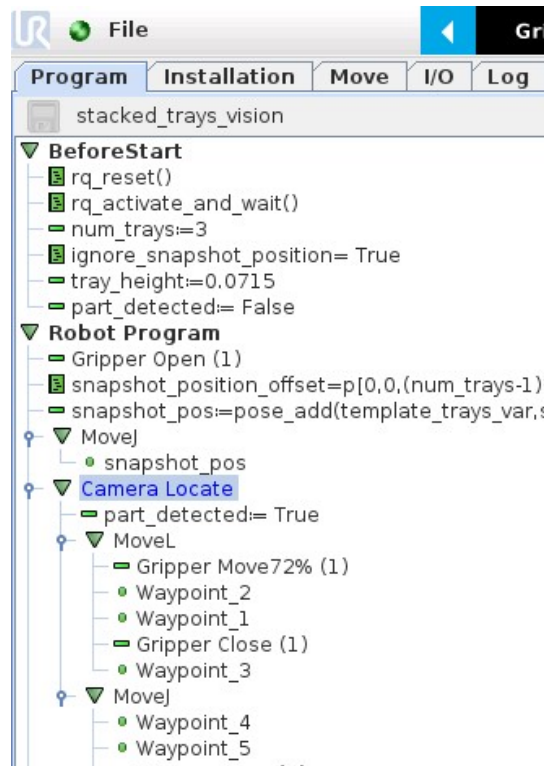 UR File Gri
Program Installation Move I/O Log
stacked_trays_vision
BeforeStart
rq_reset()
rq_activate_and_wait()
num_trays:=3
ignore_snapshot_position= True
tray_height:=0.0715
part_detected:= False
Robot Program
Gripper Open (1)
snapshot_position_offset=p[0,0,(num_trays-1)
snapshot_pos:=pose_add(template_trays_var,s
MoveJ
snapshot_pos
Camera Locate
part_detected:= True
MoveL
Gripper Move72% (1)
Waypoint_2
Waypoint_1
Gripper Close (1)
Waypoint_3
MoveJ
Waypoint_4
Waypoint_5